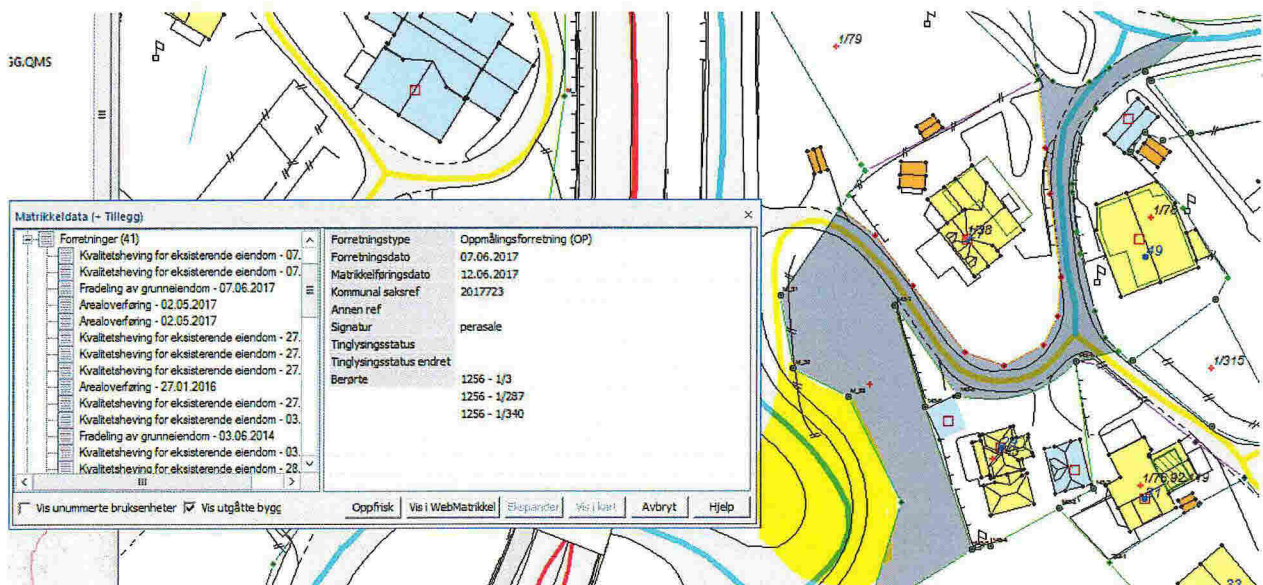 GG.QMS
1/79
1/78
49
1/315
Matrikkeldata (+ Tillegg)
Forretninger (41)
Kvalitetsheving for eksisterende eiendom - 07.
Kvalitetsheving for eksisterende eiendom - 07.
Fradeling av grunneiendom - 07.06.2017
Arealoverføring - 02.05.2017
Arealoverføring - 02.05.2017
Kvalitetsheving for eksisterende eiendom - 27.
Kvalitetsheving for eksisterende eiendom - 27.
Kvalitetsheving for eksisterende eiendom - 27.
Arealoverføring - 27.01.2016
Kvalitetsheving for eksisterende eiendom - 27.
Kvalitetsheving for eksisterende eiendom - 03.
Fradeling av grunneiendom - 03.06.2014
Kvalitetsheving for eksisterende eiendom - 03.
Kvalitetsheving for eksisterende eiendom - 28.
Forretningstype Oppmålingsforretning (OP)
Forretningsdato 07.06.2017
Matrikkelføringsdato 12.06.2017
Kommunal saksref 2017723
Annen ref
Signatur perasale
Tinglysingsstatus
Tinglysingsstatus endret
Berørte 1256 - 1/3
1256 - 1/287
1256 - 1/340
Vis unummerte bruksenheter Vis utgåtte bygg
Oppfrisk Vis i WebMatrikkel Ekspander Vis i kart Avbryt Hjelp